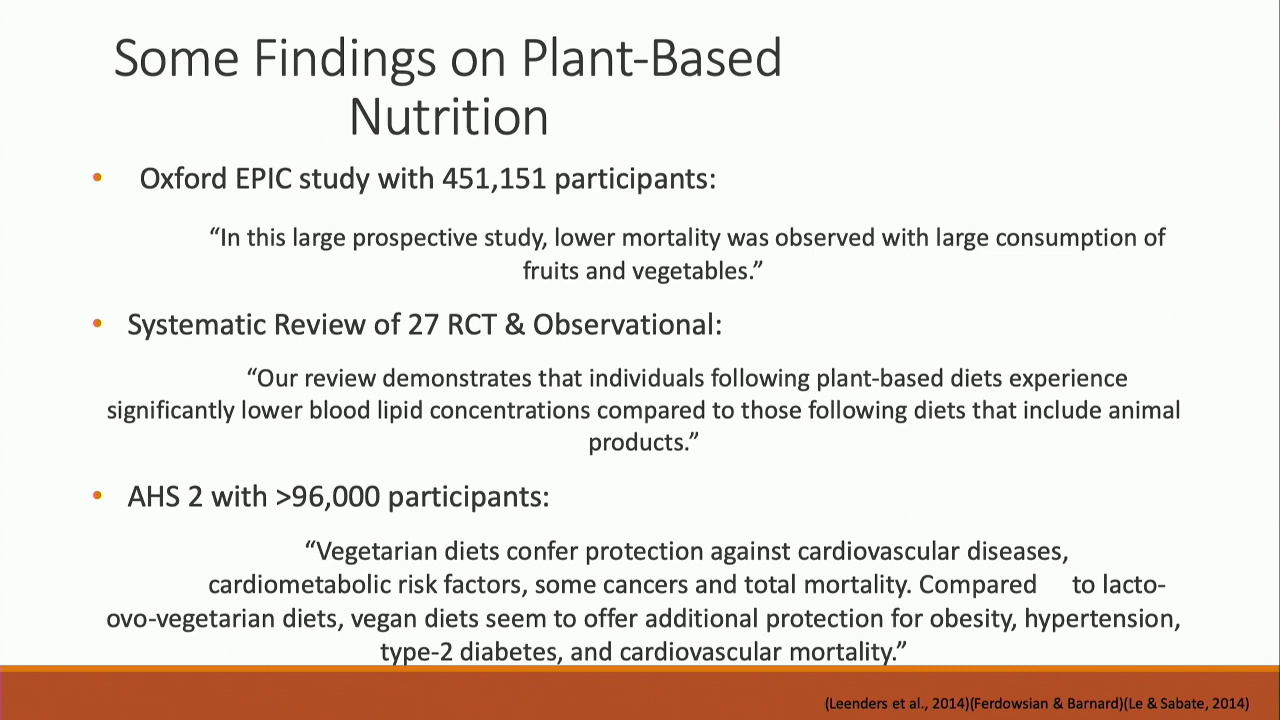 Some Findings on Plant-Based
Nutrition
• Oxford EPIC study with 451,151 participants:
“In this large prospective study, lower mortality was observed with large consumption of
fruits and vegetables.”
• Systematic Review of 27 RCT & Observational:
“Our review demonstrates that individuals following plant-based diets experience
significantly lower blood lipid concentrations compared to those following diets that include animal
products.”
• AHS 2 with >96,000 participants:
“Vegetarian diets confer protection against cardiovascular diseases,
cardiometabolic risk factors, some cancers and total mortality. Compared to lacto-
ovo-vegetarian diets, vegan diets seem to offer additional protection for obesity, hypertension,
type-2 diabetes, and cardiovascular mortality.”
(Leenders et al., 2014)(Ferdowsian & Barnard)(Le & Sabate, 2014)